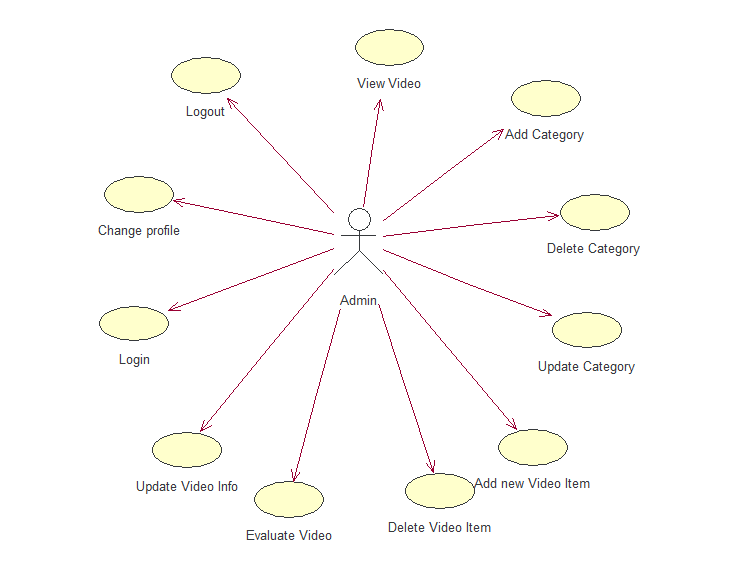 View Video
Logout
Add Category
Change profile
Delete Category
Admin
Login
Update Category
Update Video Info
Add new Video Item
Evaluate Video
Delete Video Item